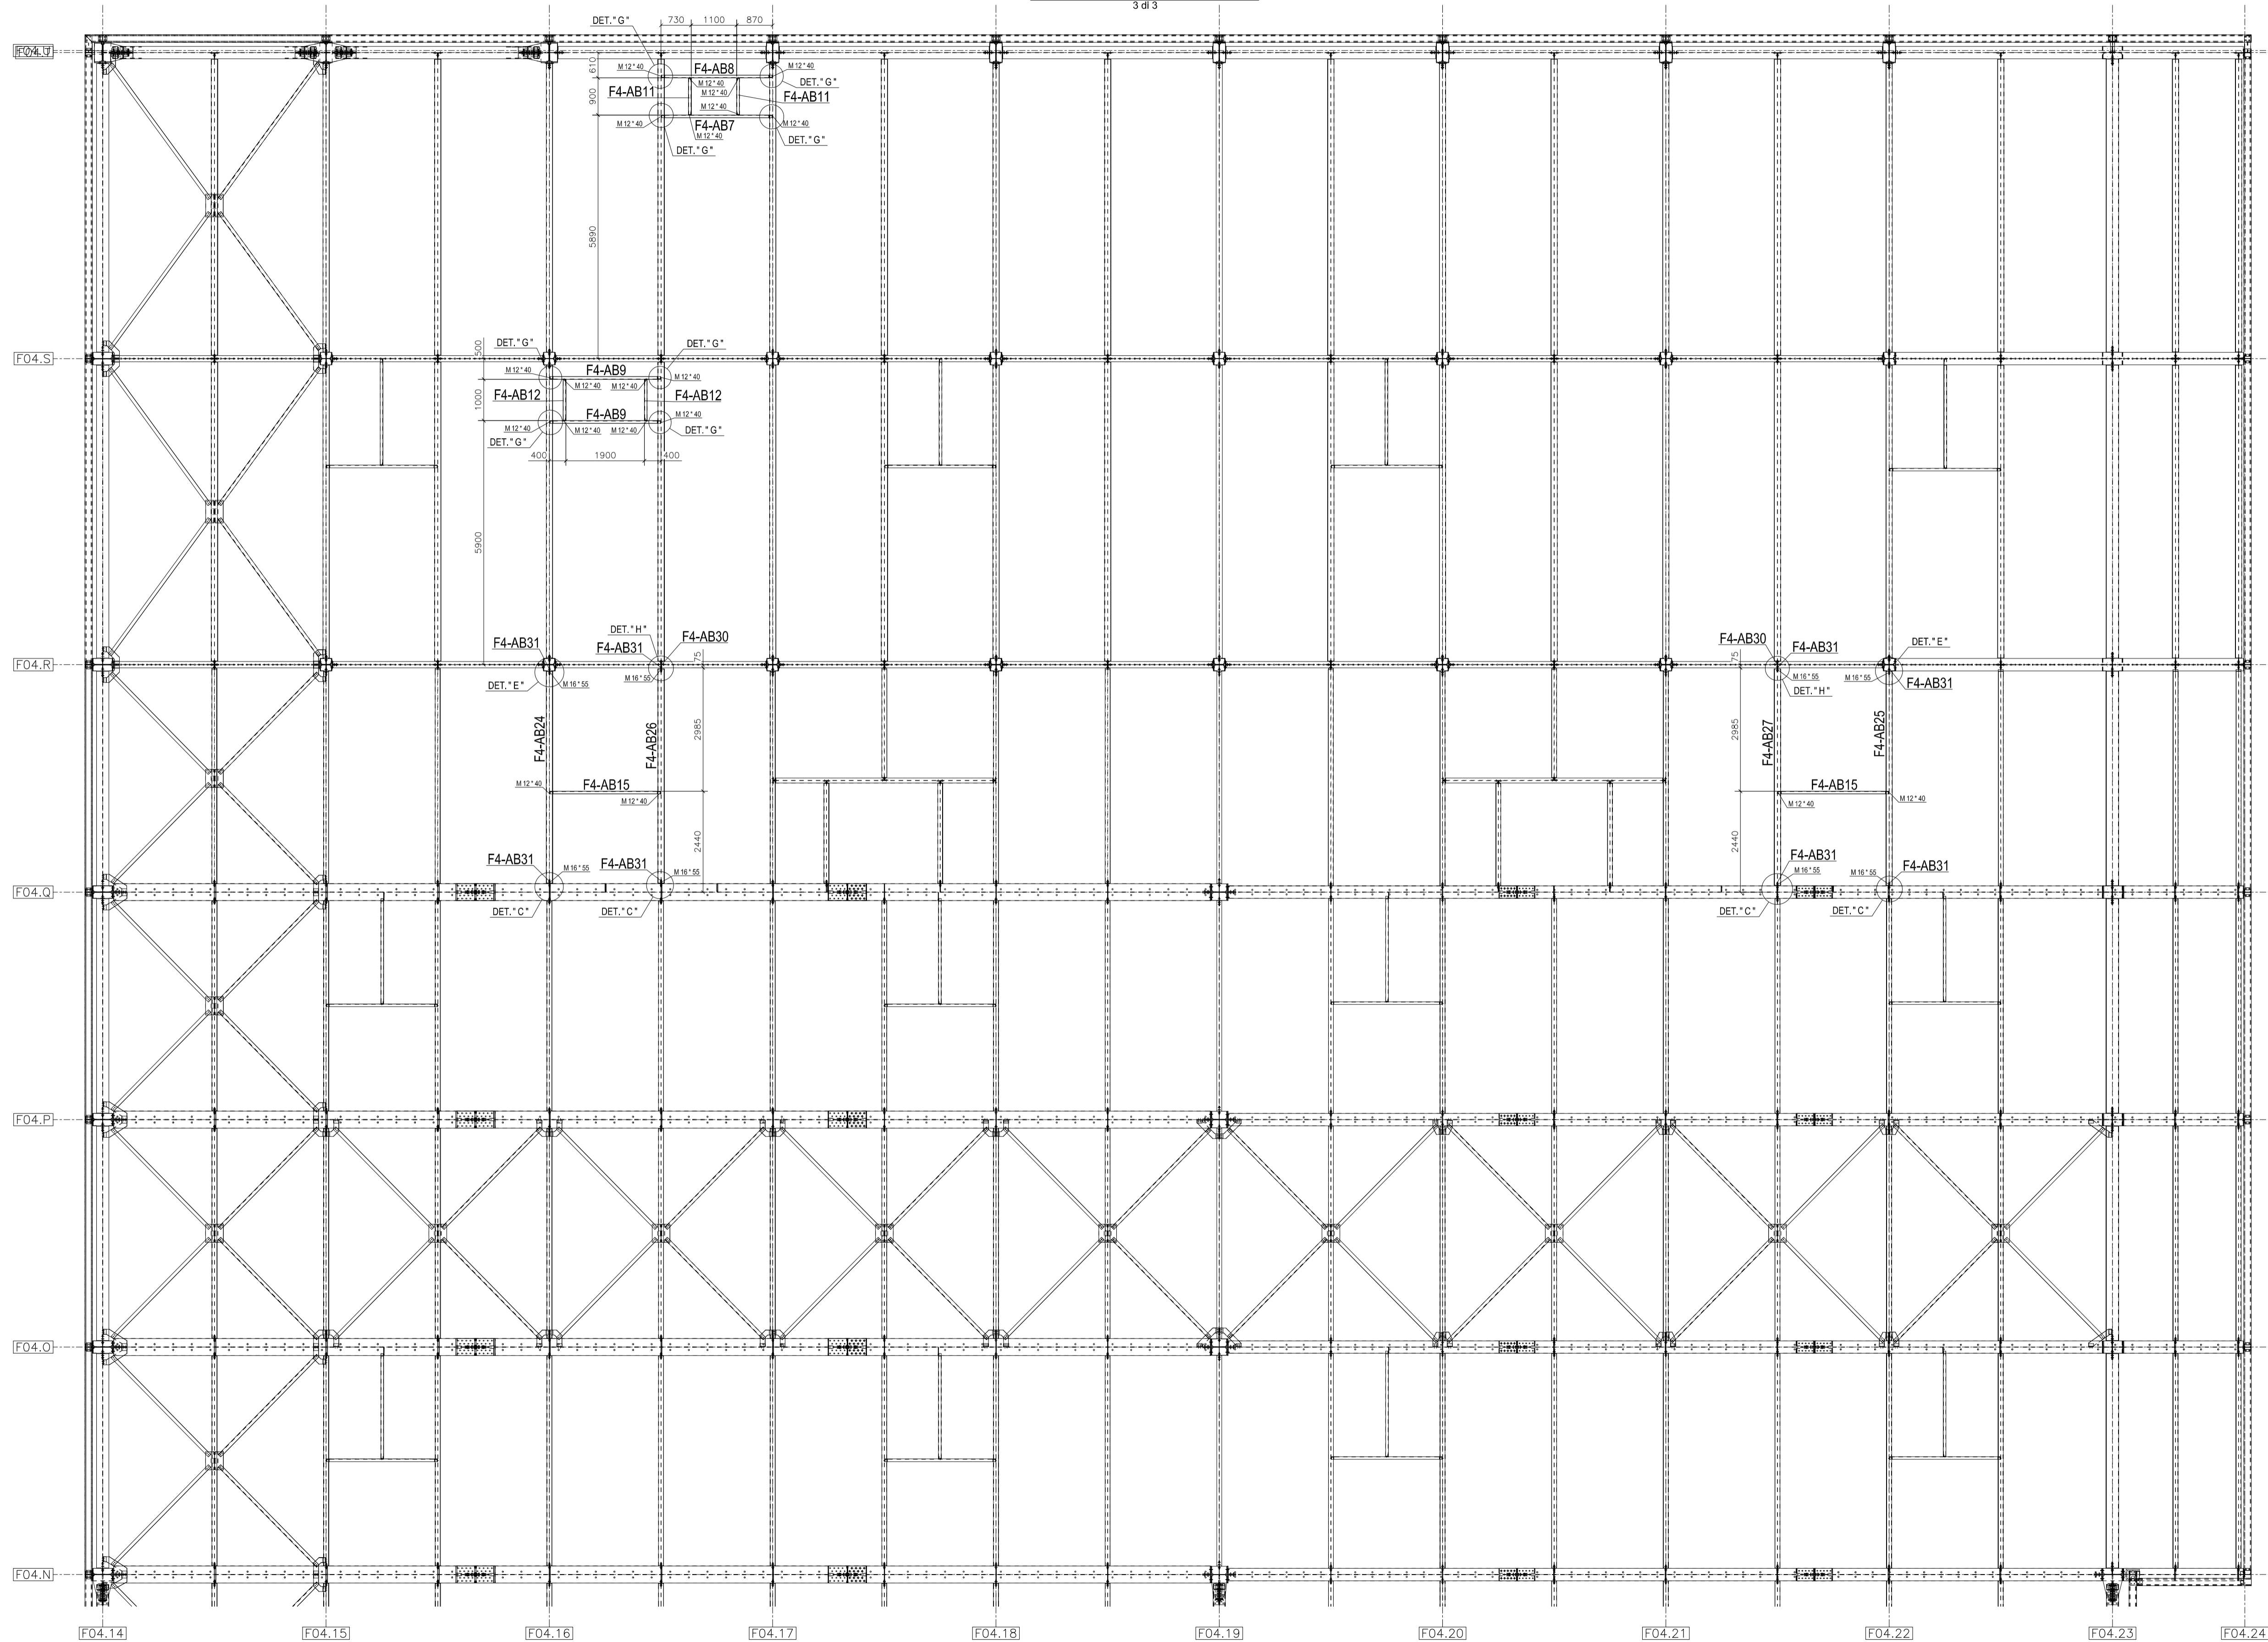 3 di 3
DET."G"
730 1100 870
F04.U
610
M12*40 F4-AB8 M12*40
DET."G"
M12*40
F4-AB11 M12*40 F4-AB11
900
M12*40
M12*40 F4-AB7 M12*40
M12*40
DET."G" DET."G"
5890
F04.S
500
DET."G" DET."G"
M12*40 F4-AB9 M12*40
M12*40 M12*40
F4-AB12 F4-AB12
1000
F4-AB9 M12*40
M12*40 M12*40 M12*40
DET."G" DET."G"
400 1900 400
5900
F04.R
DET."H"
F4-AB31 F4-AB31 F4-AB30
75
M16*55 M16*55
DET."E"
F4-AB30 F4-AB31 DET."E"
75
M16*55 M16*55
DET."H" F4-AB31
F4-AB24 F4-AB26 2985
2985 F4-AB27 F4-AB25
M12*40 F4-AB15 M12*40
F4-AB15
M12*40 M12*40
2440 2440
F4-AB31 M16*55 F4-AB31 M16*55
F4-AB31 M16*55 M16*55 F4-AB31
F04.Q
DET."C" DET."C" DET."C" DET."C"
F04.P
F04.O
F04.N
F04.14 F04.15 F04.16 F04.17 F04.18 F04.19 F04.20 F04.21 F04.22 F04.23 F04.24